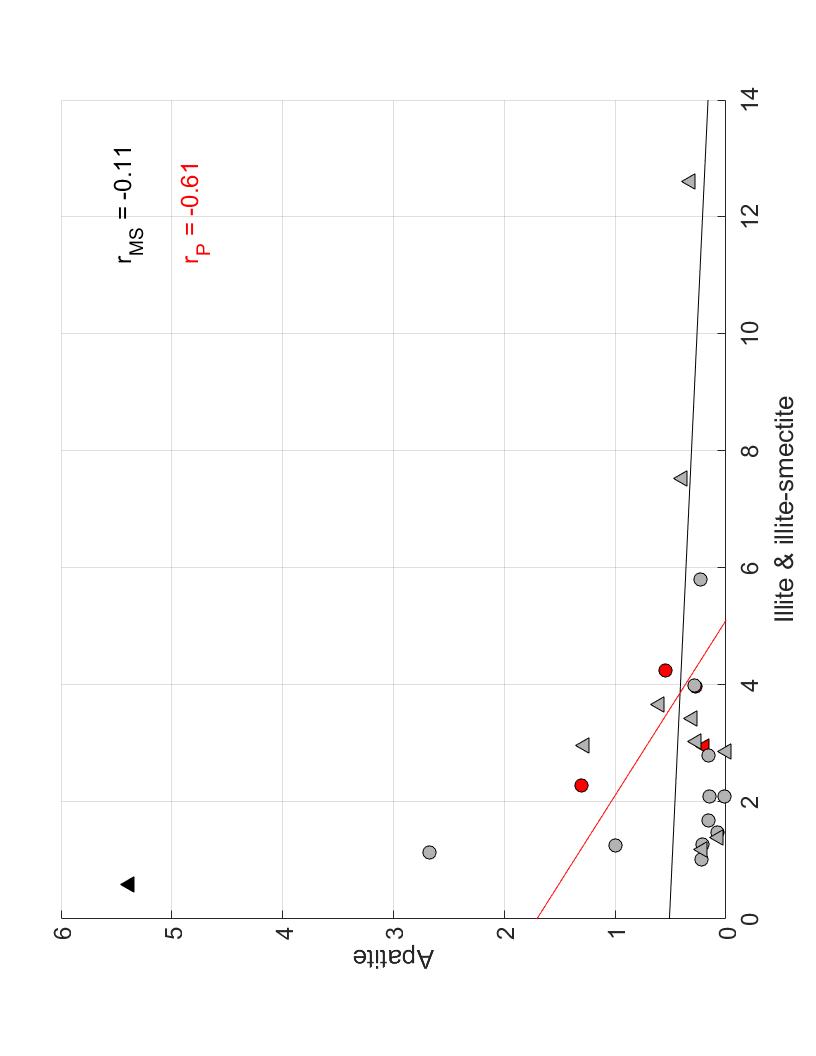 6
r_MS = -0.11
5
r_P = -0.61
4
Apatite
3
2
1
0
0 2 4 6 8 10 12 14
Illite & illite-smectite